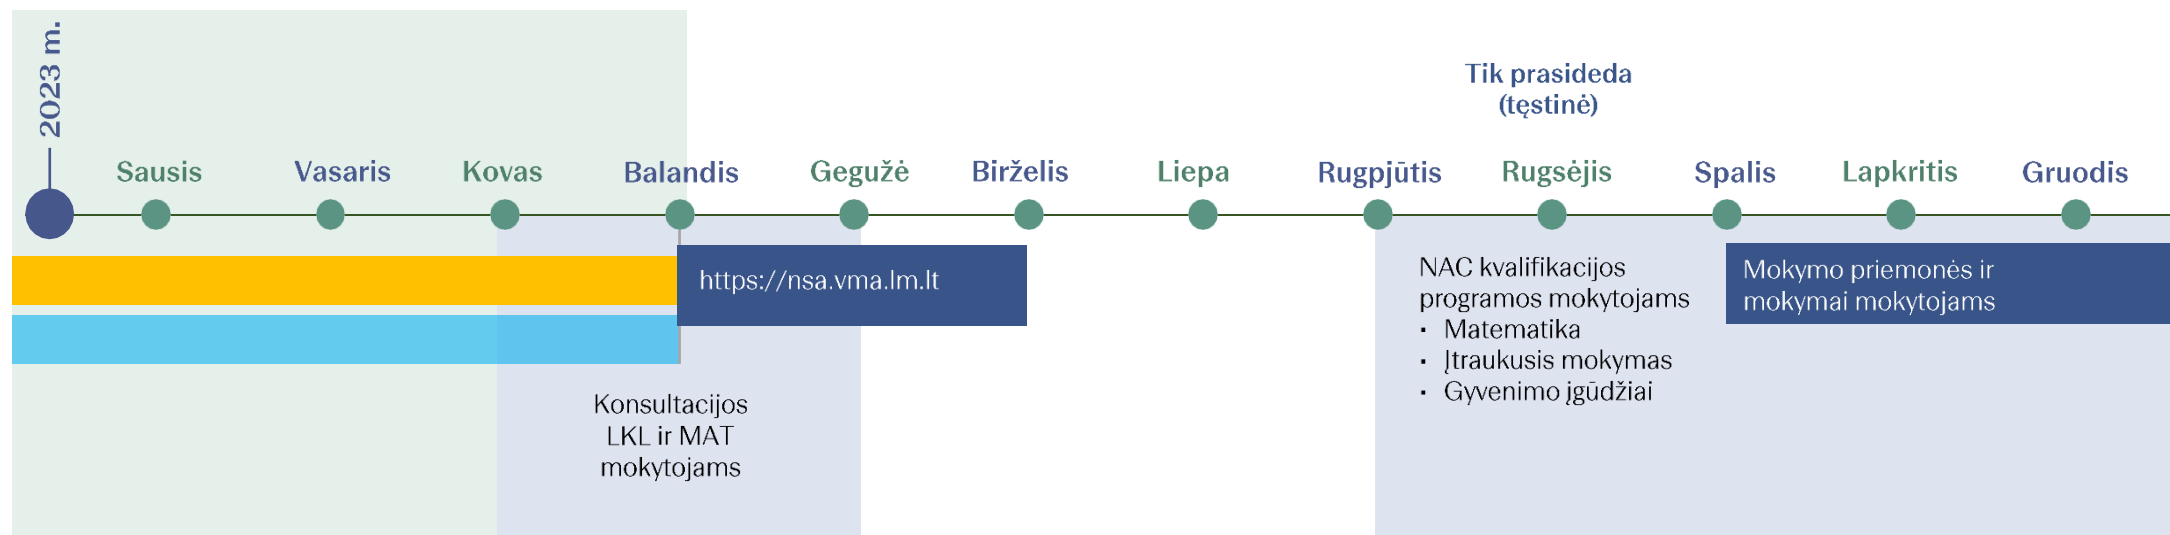 2023 m.
Tik prasideda
(tęstinė)
Sausis
Vasaris
Kovas
Balandis
Gegužė
Birželis
Liepa
Rugpjūtis
Rugsėjis
Spalis
Lapkritis
Gruodis
https://nsa.vma.lm.lt
Konsultacijos
LKL ir MAT
mokytojams
NAC kvalifikacijos
programos mokytojams
· Matematika
· Įtraukusis mokymas
· Gyvenimo įgūdžiai
Mokymo priemonės ir
mokymai mokytojams